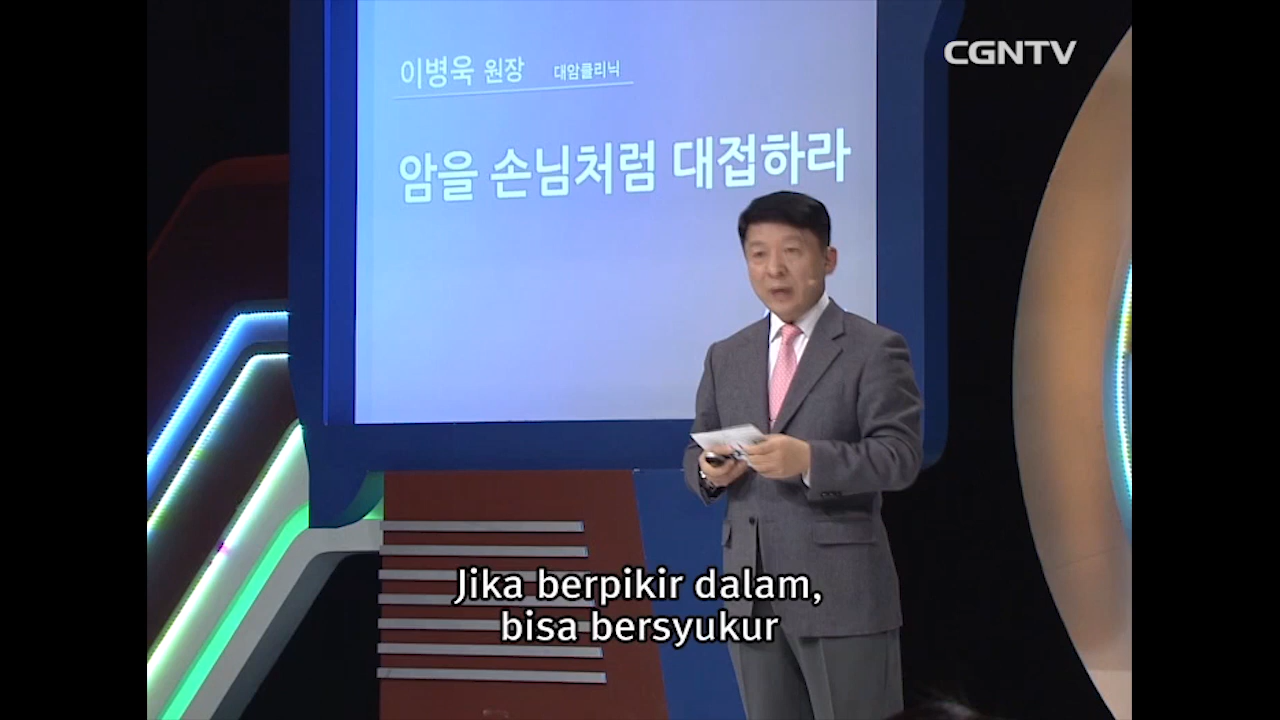 CGNTV
이병욱 원장 대암클리닉
암을 손님처럼 대접하라
Jika berpikir dalam,
bisa bersyukur